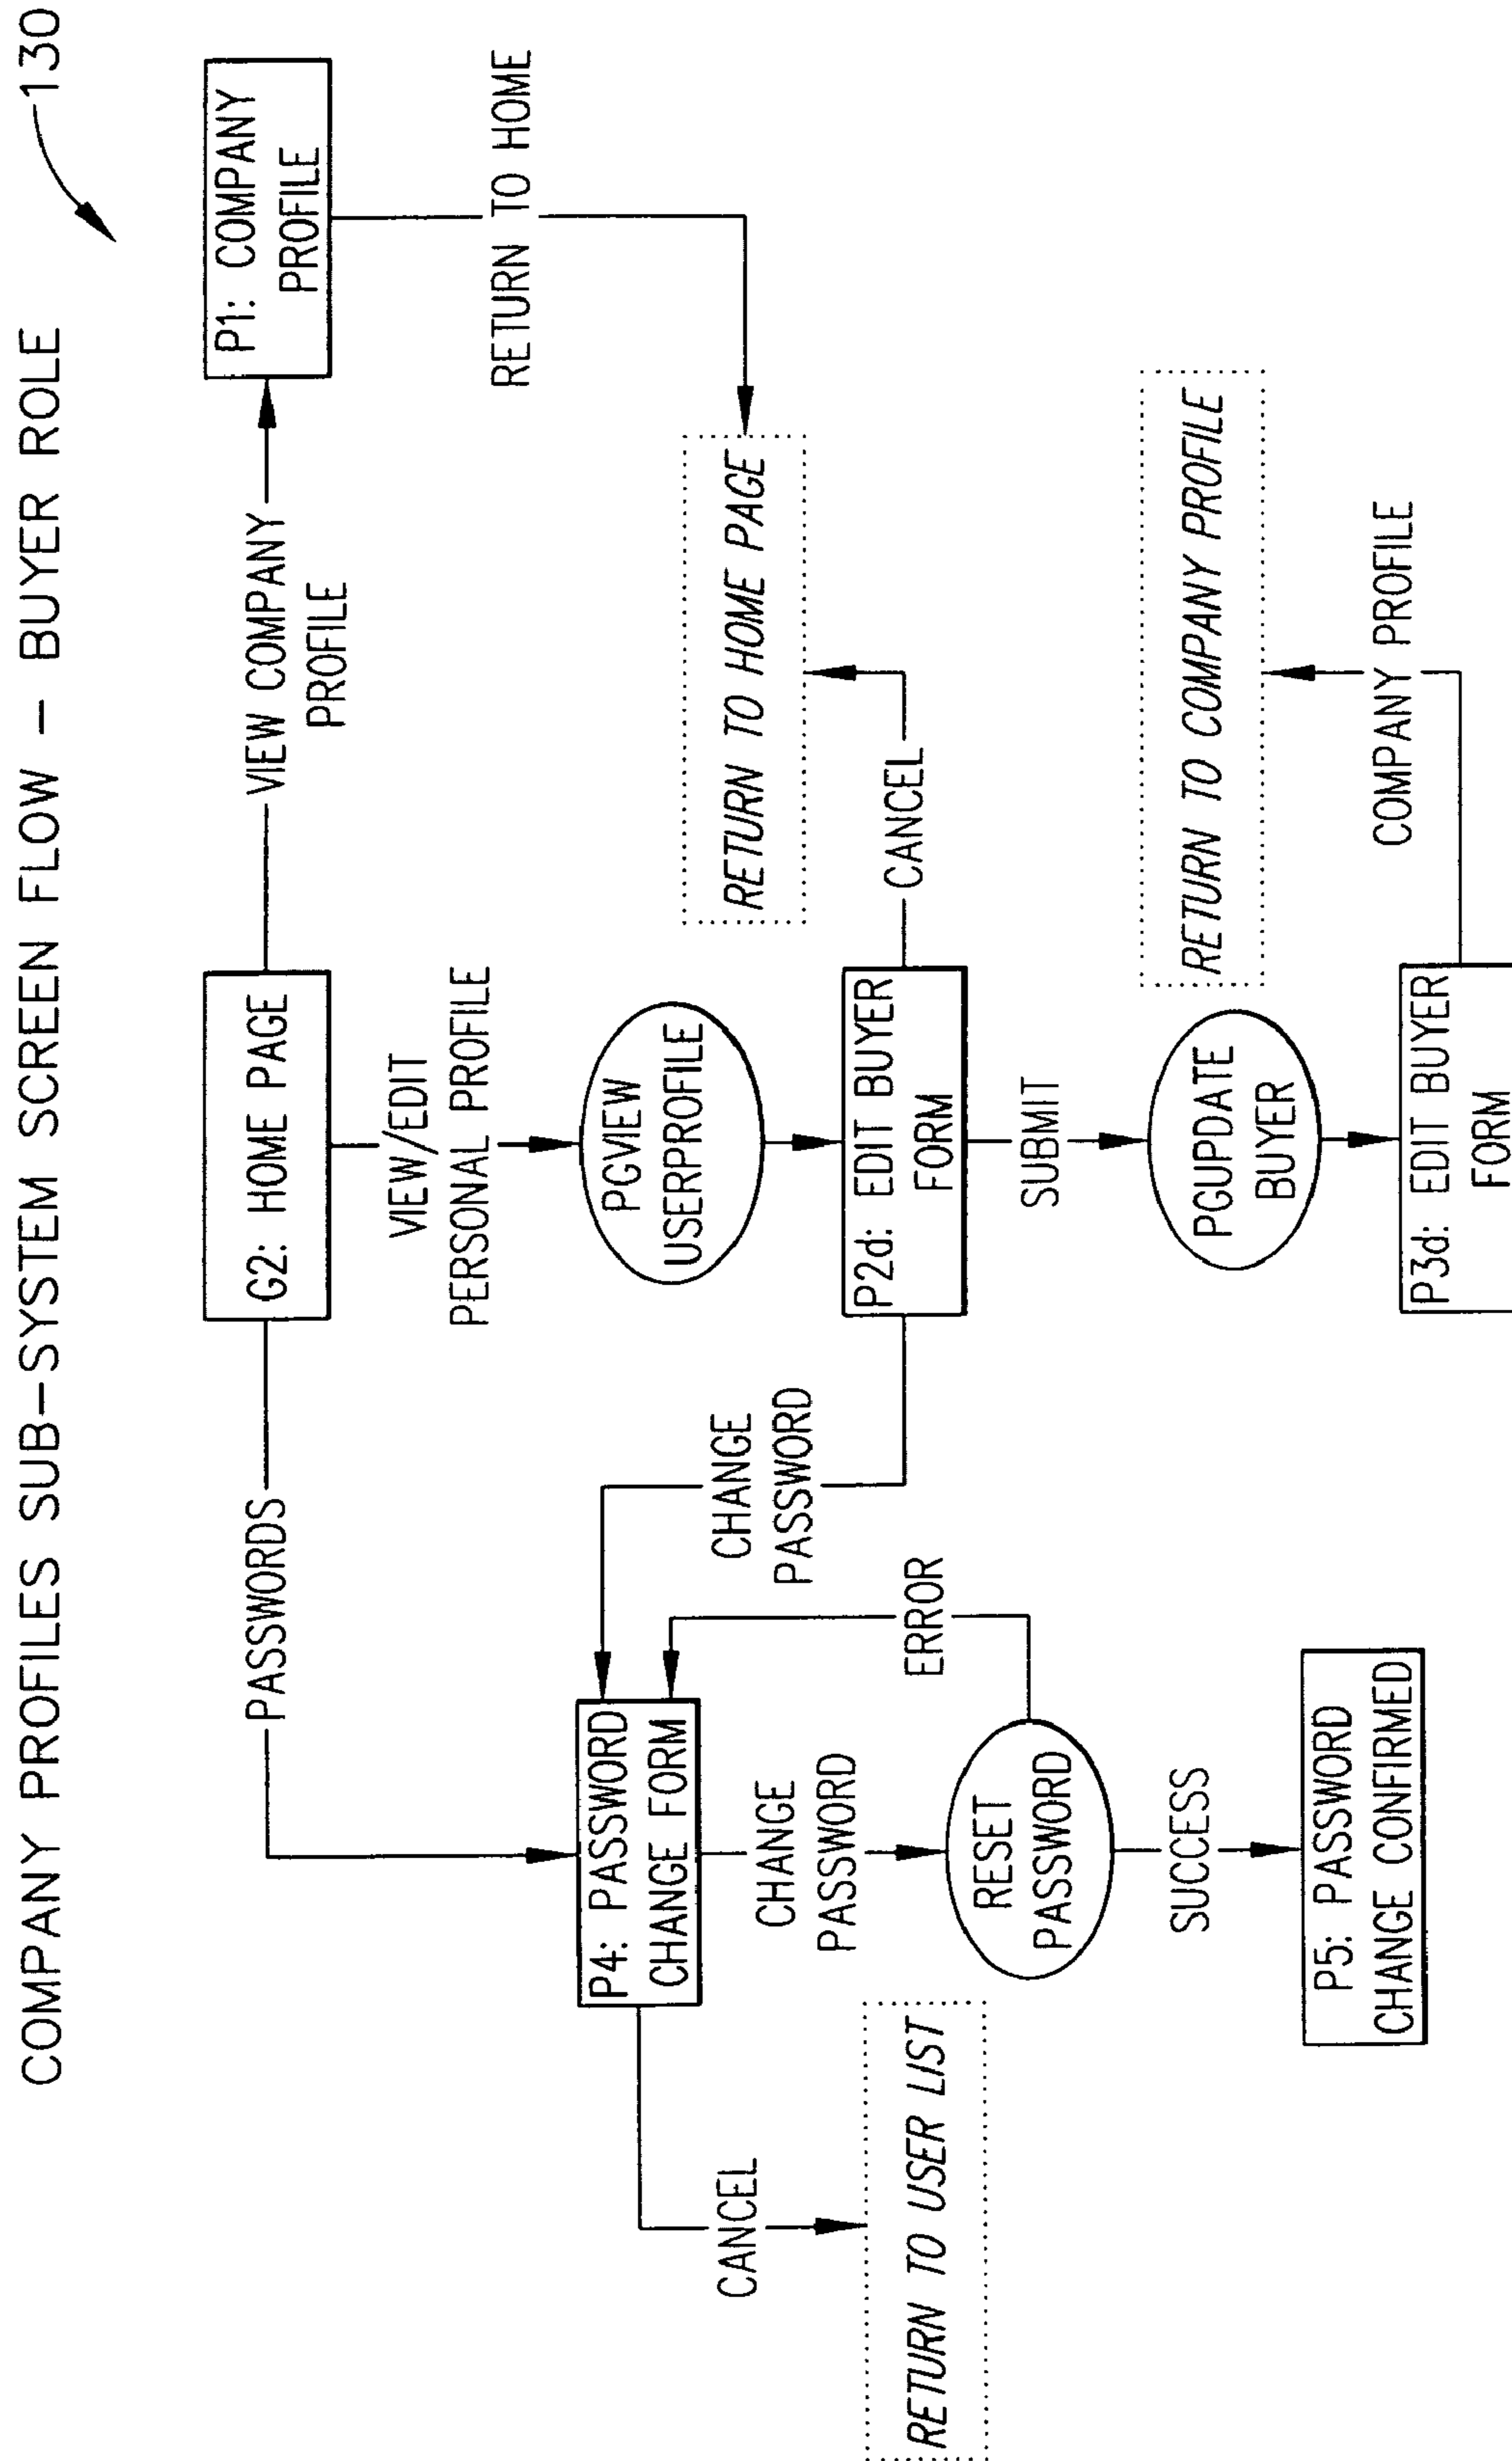 COMPANY PROFILES SUB-SYSTEM SCREEN FLOW - BUYER ROLE
130
PASSWORDS
G2: HOME PAGE
VIEW COMPANY
PROFILE
P1: COMPANY
PROFILE
VIEW/EDIT
PERSONAL PROFILE
RETURN TO HOME
P4: PASSWORD
CHANGE FORM
CHANGE
PASSWORD
PGVIEW
USERPROFILE
RETURN TO HOME PAGE
CANCEL
CHANGE
PASSWORD
ERROR
P2d: EDIT BUYER
FORM
CANCEL
RETURN TO USER LIST
RESET
PASSWORD
SUBMIT
SUCCESS
PGUPDATE
BUYER
RETURN TO COMPANY PROFILE
P5: PASSWORD
CHANGE CONFIRMED
P3d: EDIT BUYER
FORM
COMPANY PROFILE